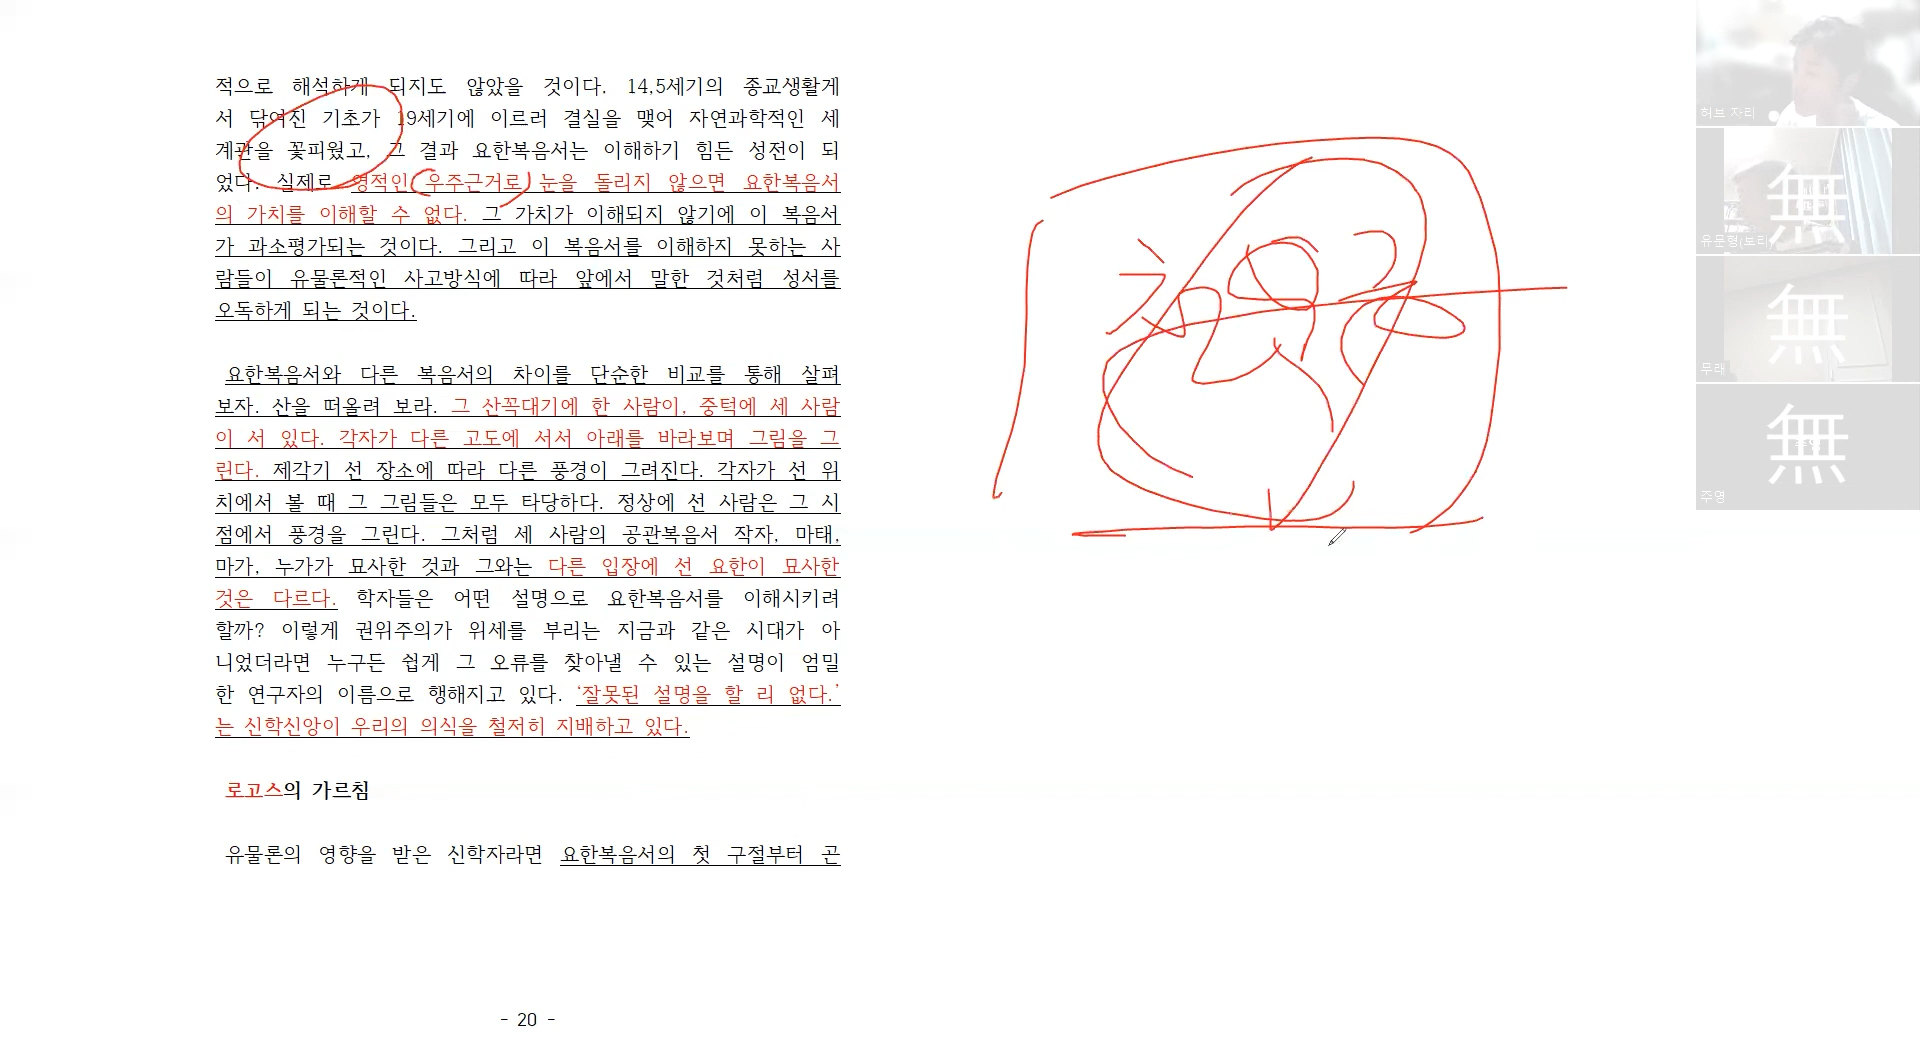 적으로 해석하게 되지도 않았을 것이다. 14,5세기의 종교생활게
서 닦여진 기초가 19세기에 이르러 결실을 맺어 자연과학적인 세
계관을 꽃피웠고, 그 결과 요한복음서는 이해하기 힘든 성전이 되
었다. 실제로 영적인 우주근거로 눈을 돌리지 않으면 요한복음서
의 가치를 이해할 수 없다. 그 가치가 이해되지 않기에 이 복음서
가 과소평가되는 것이다. 그리고 이 복음서를 이해하지 못하는 사
람들이 유물론적인 사고방식에 따라 앞에서 말한 것처럼 성서를
오독하게 되는 것이다.
요한복음서와 다른 복음서의 차이를 단순한 비교를 통해 살펴
보자. 산을 떠올려 보라. 그 산꼭대기에 한 사람이, 중턱에 세 사람
이 서 있다. 각자가 다른 고도에 서서 아래를 바라보며 그림을 그
린다. 제각기 선 장소에 따라 다른 풍경이 그려진다. 각자가 선 위
치에서 볼 때 그 그림들은 모두 타당하다. 정상에 선 사람은 그 시
점에서 풍경을 그린다. 그처럼 세 사람의 공관복음서 작자, 마태,
마가, 누가가 묘사한 것과 그와는 다른 입장에 선 요한이 묘사한
것은 다르다. 학자들은 어떤 설명으로 요한복음서를 이해시키려
할까? 이렇게 권위주의가 위세를 부리는 지금과 같은 시대가 아
니었더라면 누구든 쉽게 그 오류를 찾아낼 수 있는 설명이 엄밀
한 연구자의 이름으로 행해지고 있다. ‘잘못된 설명을 할 리 없다.’
는 신학신앙이 우리의 의식을 철저히 지배하고 있다.
로고스의 가르침
유물론의 영향을 받은 신학자라면 요한복음서의 첫 구절부터 곤
- 20 -
허브 자리
無
유문형(보리)
無
무래
無
주영